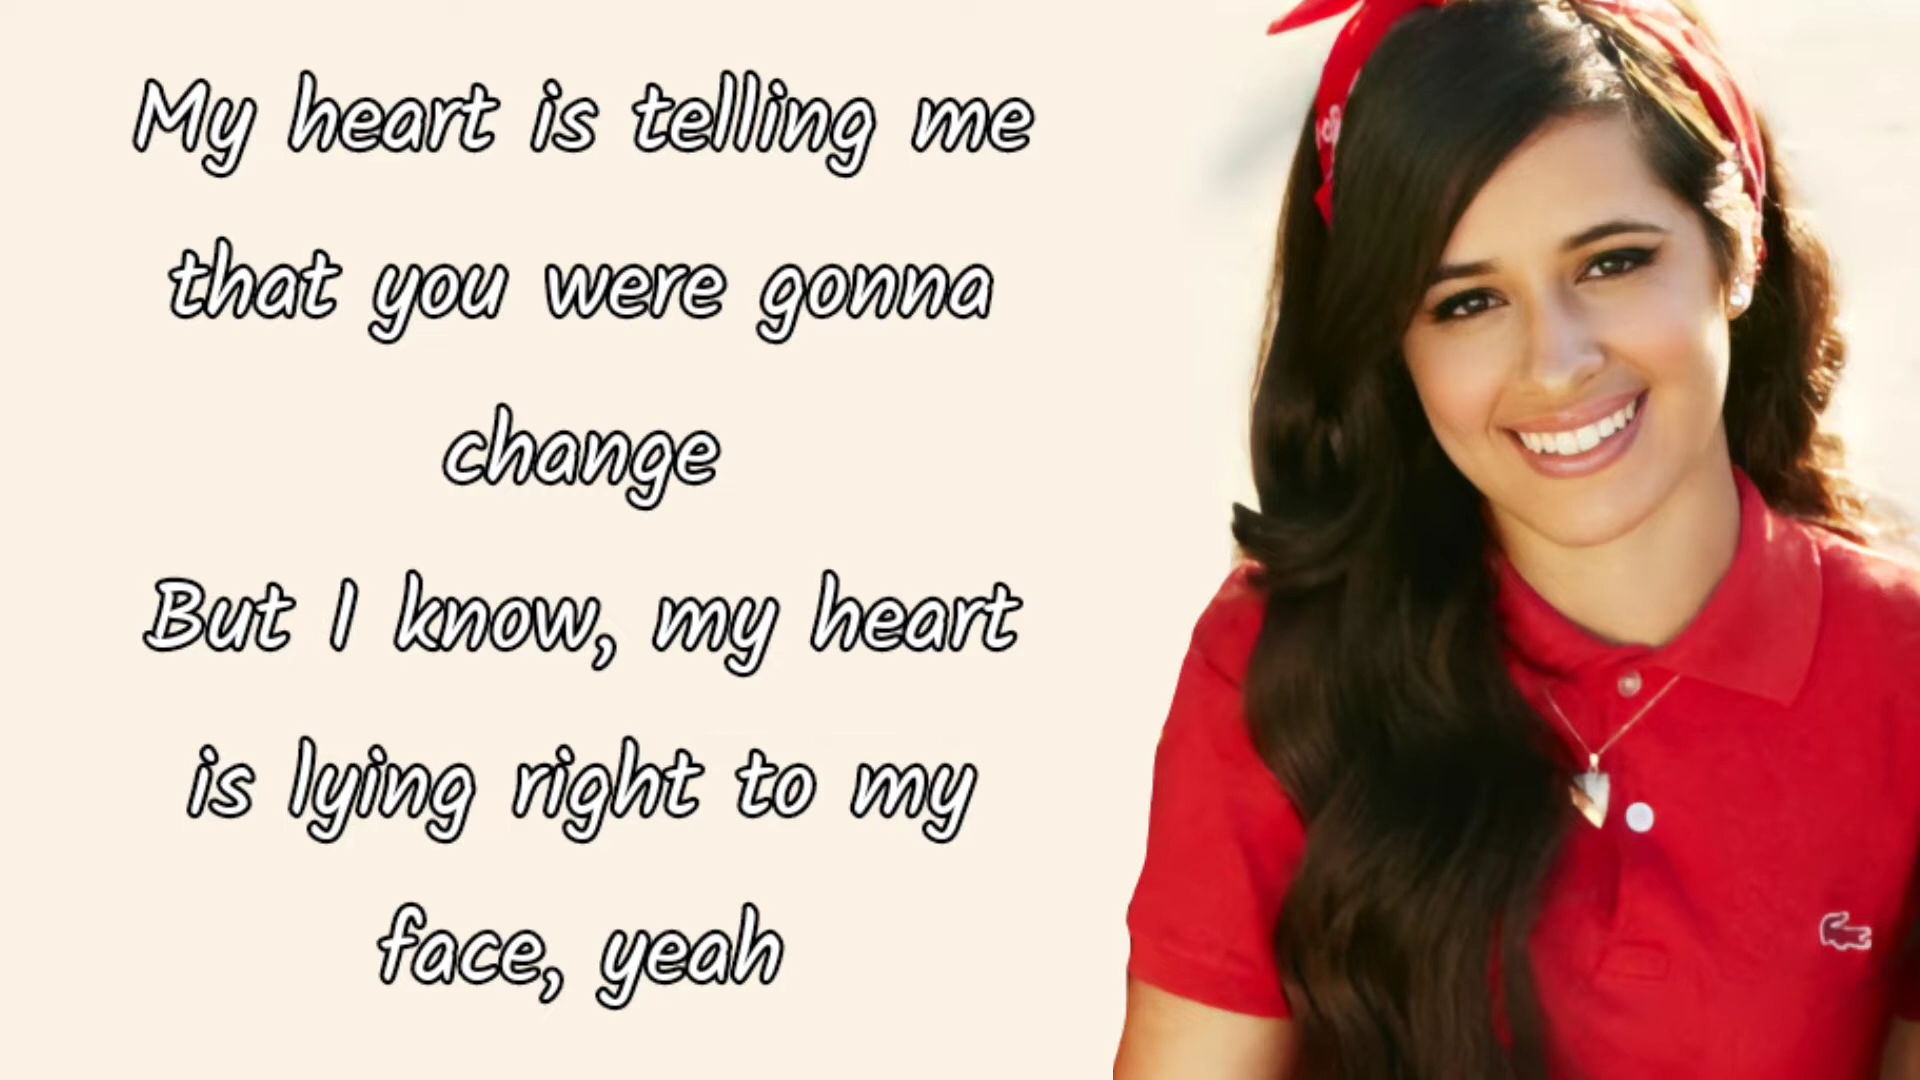 My heart is telling me
that you were gonna
change
But I know, my heart
is lying right to my
face, yeah